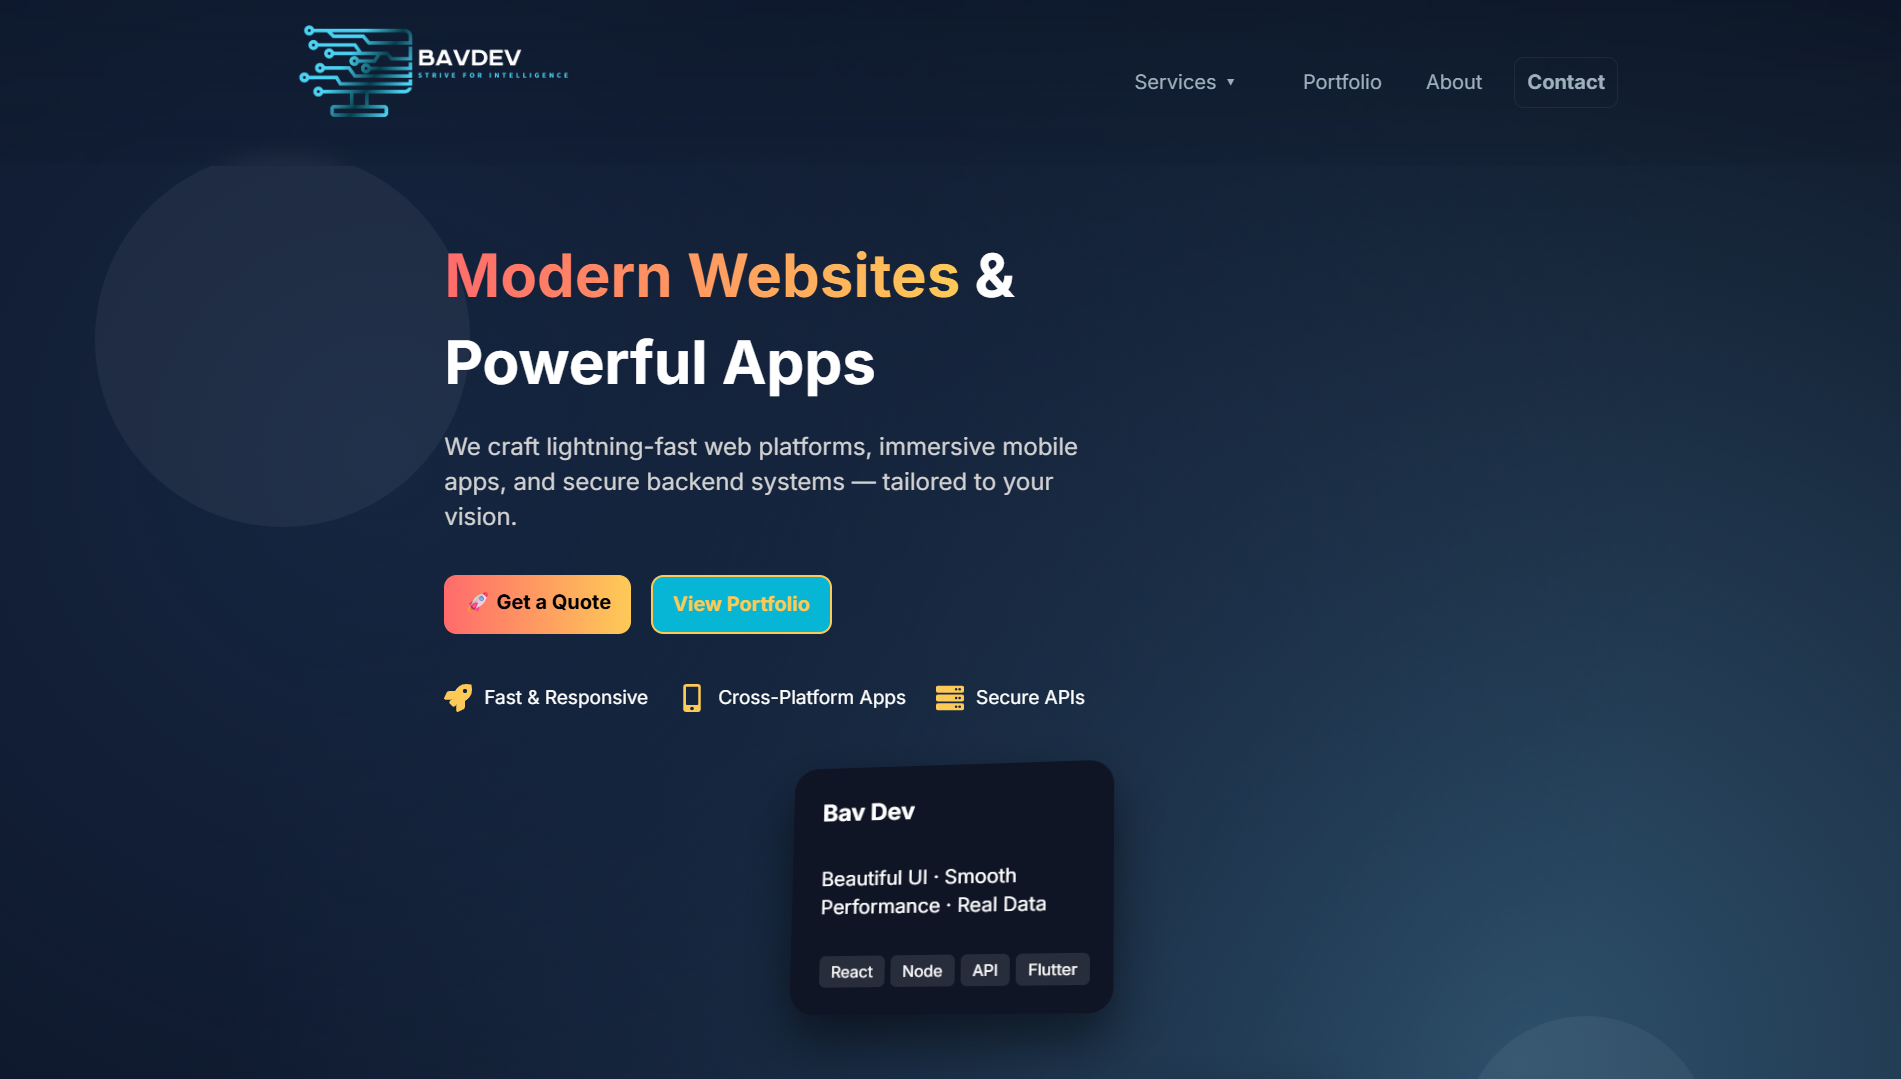 BAVDEV
STRIVE FOR INTELLIGENCE
Services ▼ Portfolio About Contact
Modern Websites &
Powerful Apps
We craft lightning-fast web platforms, immersive mobile
apps, and secure backend systems — tailored to your
vision.
🚀 Get a Quote View Portfolio
Fast & Responsive Cross-Platform Apps Secure APIs
Bav Dev
Beautiful UI · Smooth
Performance · Real Data
React Node API Flutter